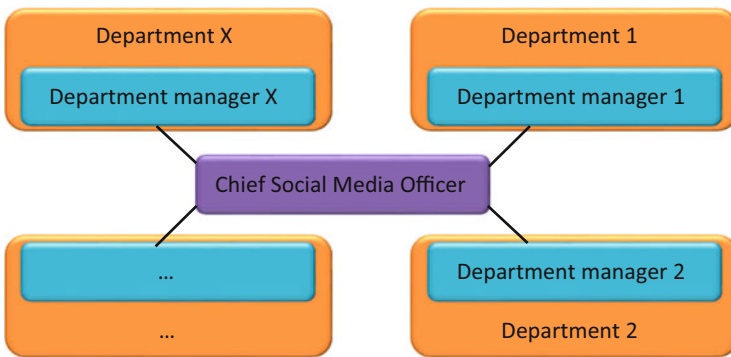 Department X
Department 1
Department manager X
Department manager 1
Chief Social Media Officer
...
Department manager 2
...
Department 2